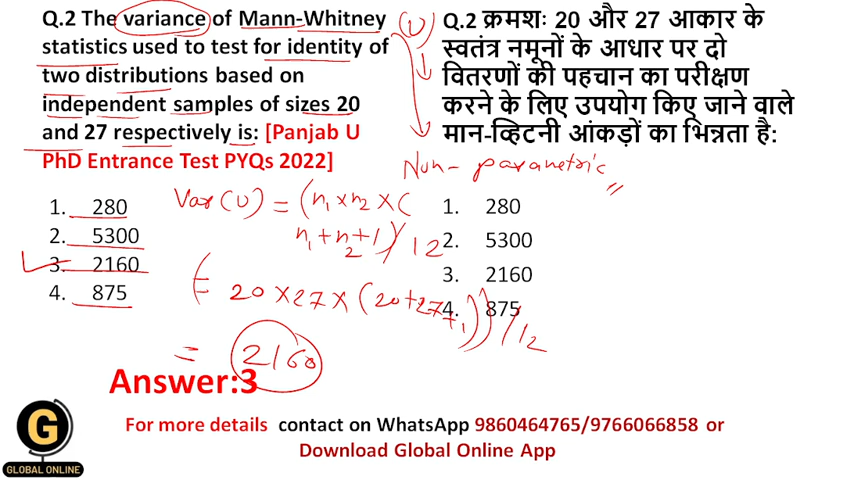 Q.2 The variance of Mann-Whitney
statistics used to test for identity of
two distributions based on
independent samples of sizes 20
and 27 respectively is: [Panjab U
PhD Entrance Test PYQs 2022]
1. 280
2. 5300
3. 2160
4. 875
(U)
Q.2 क्रमशः 20 और 27 आकार के
स्वतंत्र नमूनों के आधार पर दो
वितरणों की पहचान का परीक्षण
करने के लिए उपयोग किए जाने वाले
मान-व्हिटनी आंकड़ों का भिन्नता है:
Non-parametric
1. 280
2. 5300
3. 2160
4. 875
Var(U) = (n1 × n2 × (
n1 + n2 + 1)) / 12
= 20 × 27 × (20 + 27 + 1)) / 12
= 2160
Answer:3
G
GLOBAL ONLINE
For more details contact on WhatsApp 9860464765/9766066858 or
Download Global Online App